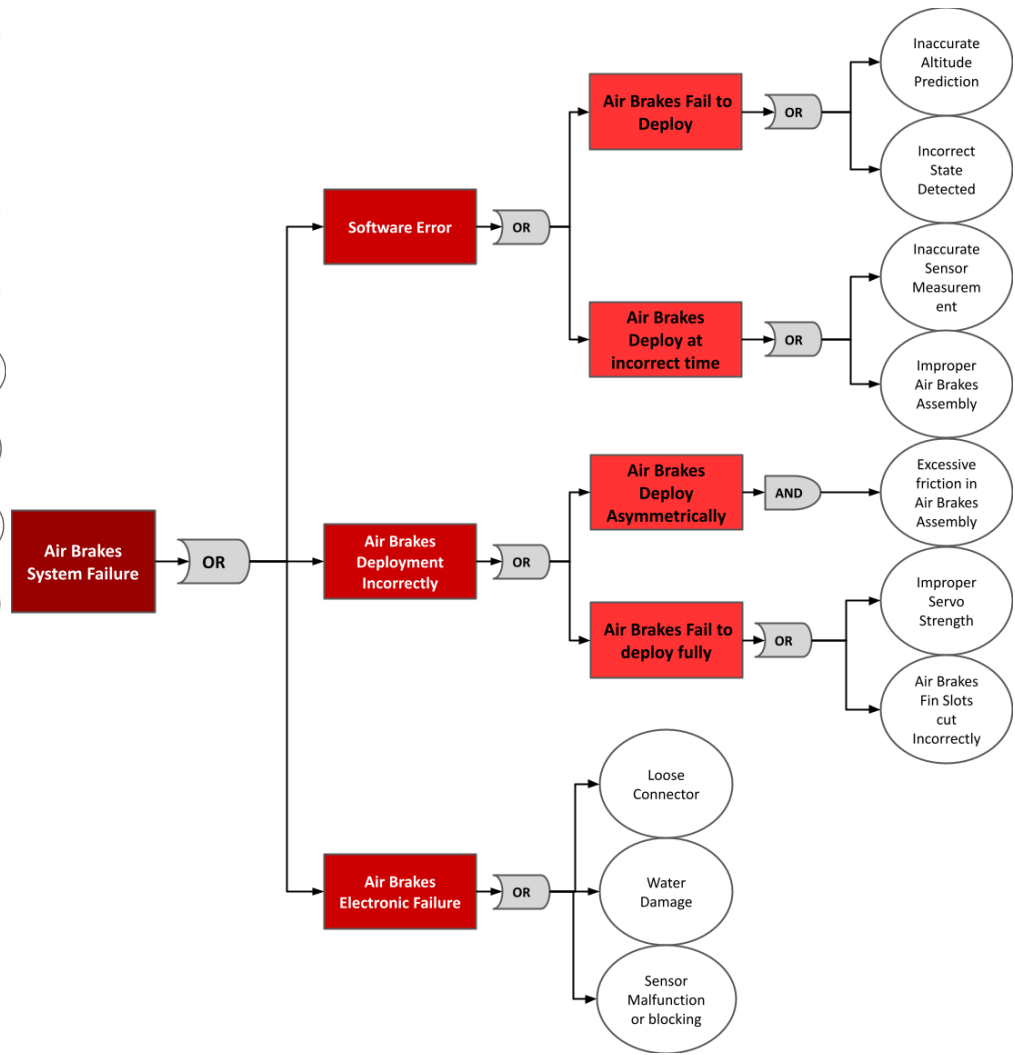 Inaccurate
Altitude
Prediction
Air Brakes Fail to
Deploy
OR
Incorrect
State
Detected
Software Error
OR
Inaccurate
Sensor
Measurem
ent
Air Brakes
Deploy at
incorrect time
OR
Improper
Air Brakes
Assembly
Air Brakes
Deploy
Asymmetrically
AND
Excessive
friction in
Air Brakes
Assembly
Air Brakes
System Failure
OR
Air Brakes
Deployment
Incorrectly
OR
Improper
Servo
Strength
Air Brakes Fail to
deploy fully
OR
Air Brakes
Fin Slots
cut
Incorrectly
Loose
Connector
Air Brakes
Electronic Failure
OR
Water
Damage
Sensor
Malfunction
or blocking